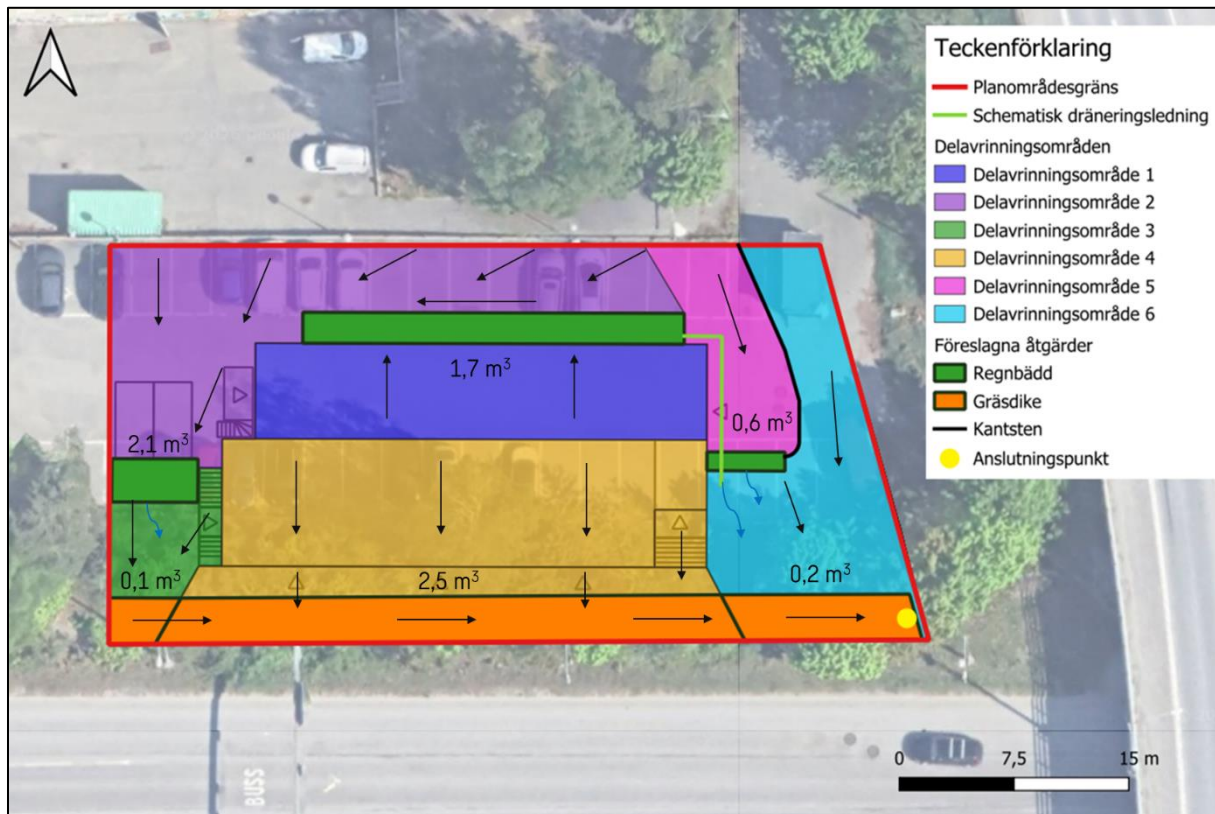 Teckenförklaring
Planområdesgräns
Schematisk dräneringsledning
Delavrinningsområden
Delavrinningsområde 1
Delavrinningsområde 2
Delavrinningsområde 3
Delavrinningsområde 4
Delavrinningsområde 5
Delavrinningsområde 6
Föreslagna åtgärder
Regnbädd
Gräsdike
Kantsten
Anslutningspunkt
1,7 m³
0,6 m³
2,1 m³
0,1 m³
2,5 m³
0,2 m³
0 7,5 15 m
BUSS